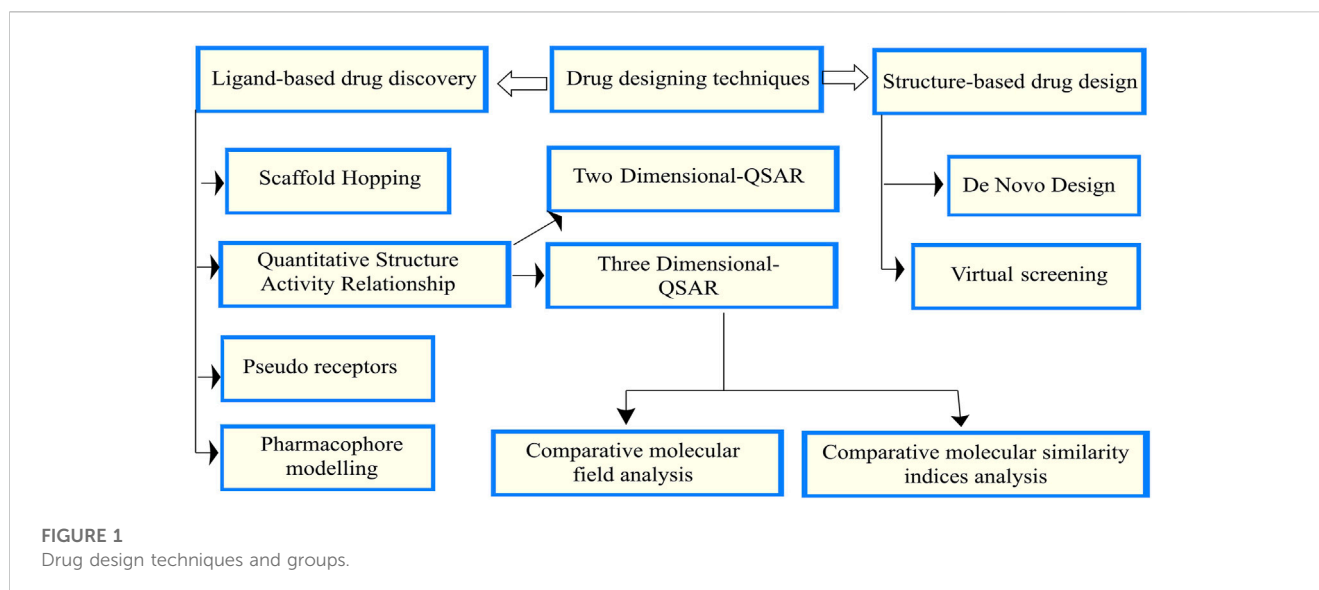 Ligand-based drug discovery
Drug designing techniques
Structure-based drug design
Scaffold Hopping
Two Dimensional-QSAR
De Novo Design
Quantitative Structure
Activity Relationship
Three Dimensional-
QSAR
Virtual screening
Pseudo receptors
Pharmacophore
modelling
Comparative molecular
field analysis
Comparative molecular similarity
indices analysis
FIGURE 1
Drug design techniques and groups.